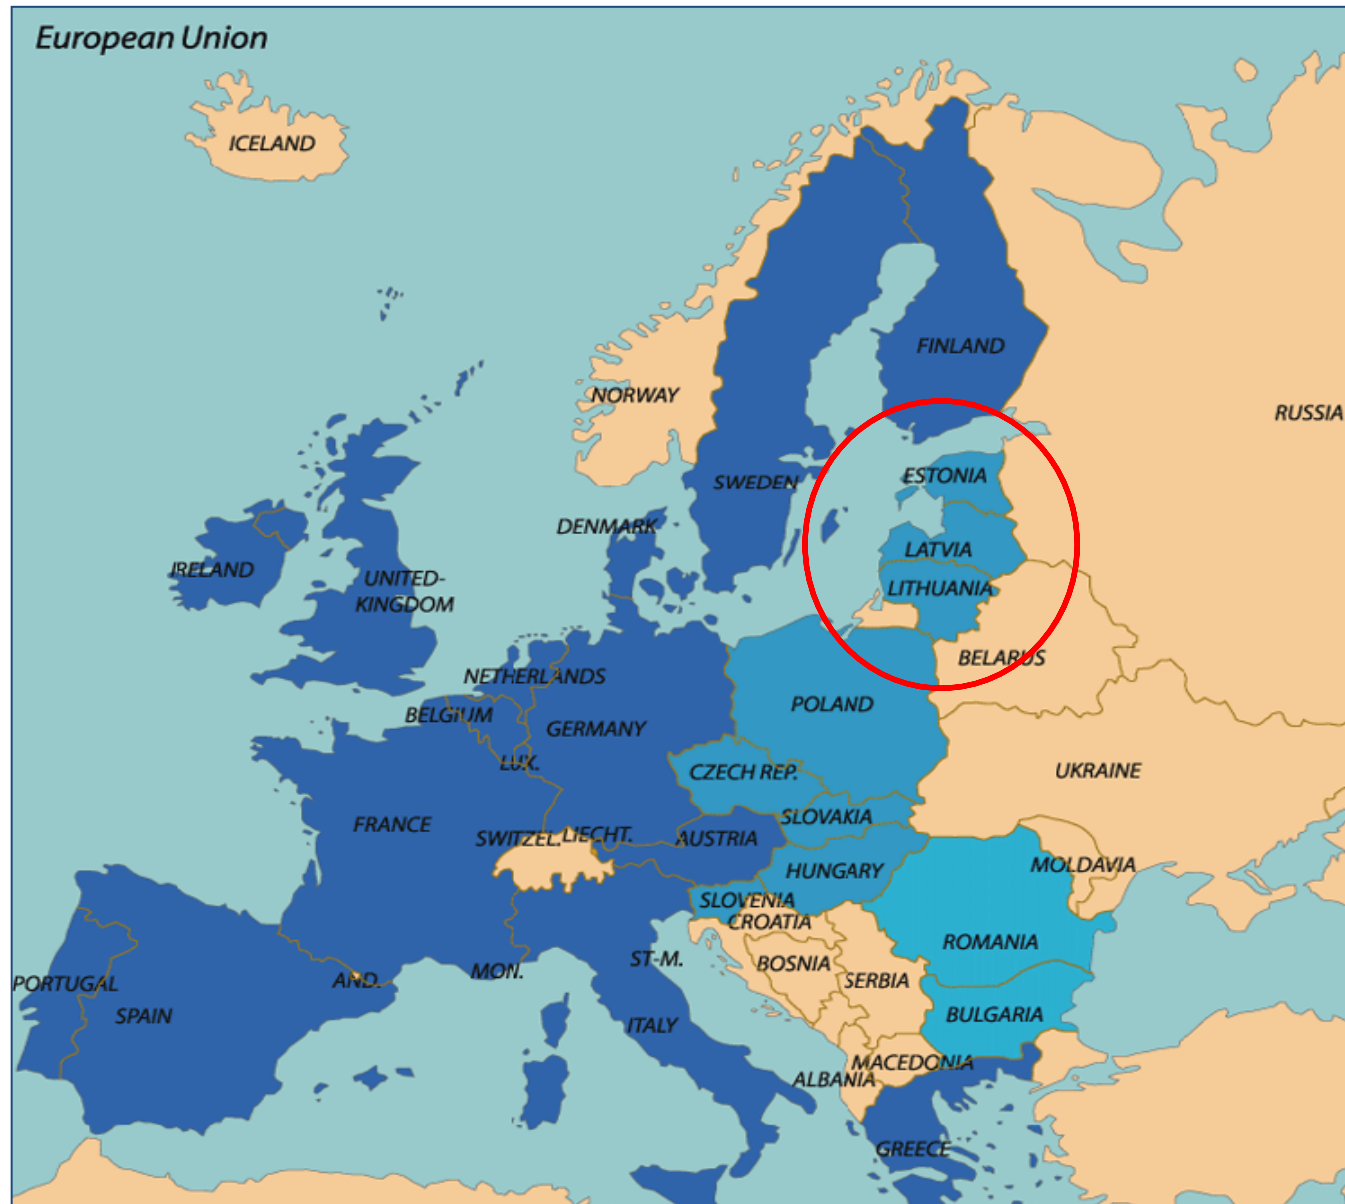 European Union
ICELAND
FINLAND
NORWAY
RUSSIA
ESTONIA
SWEDEN
DENMARK
LATVIA
IRELAND
UNITED-
KINGDOM
LITHUANIA
BELARUS
NETHERLANDS
POLAND
BELGIUM
GERMANY
LUX.
CZECH REP.
UKRAINE
SLOVAKIA
FRANCE
SWITZEL.
LIECHT.
AUSTRIA
MOLDAVIA
HUNGARY
SLOVENIA
CROATIA
ROMANIA
ST-M.
BOSNIA
MON.
AND.
SERBIA
PORTUGAL
SPAIN
BULGARIA
ITALY
MACEDONIA
ALBANIA
GREECE